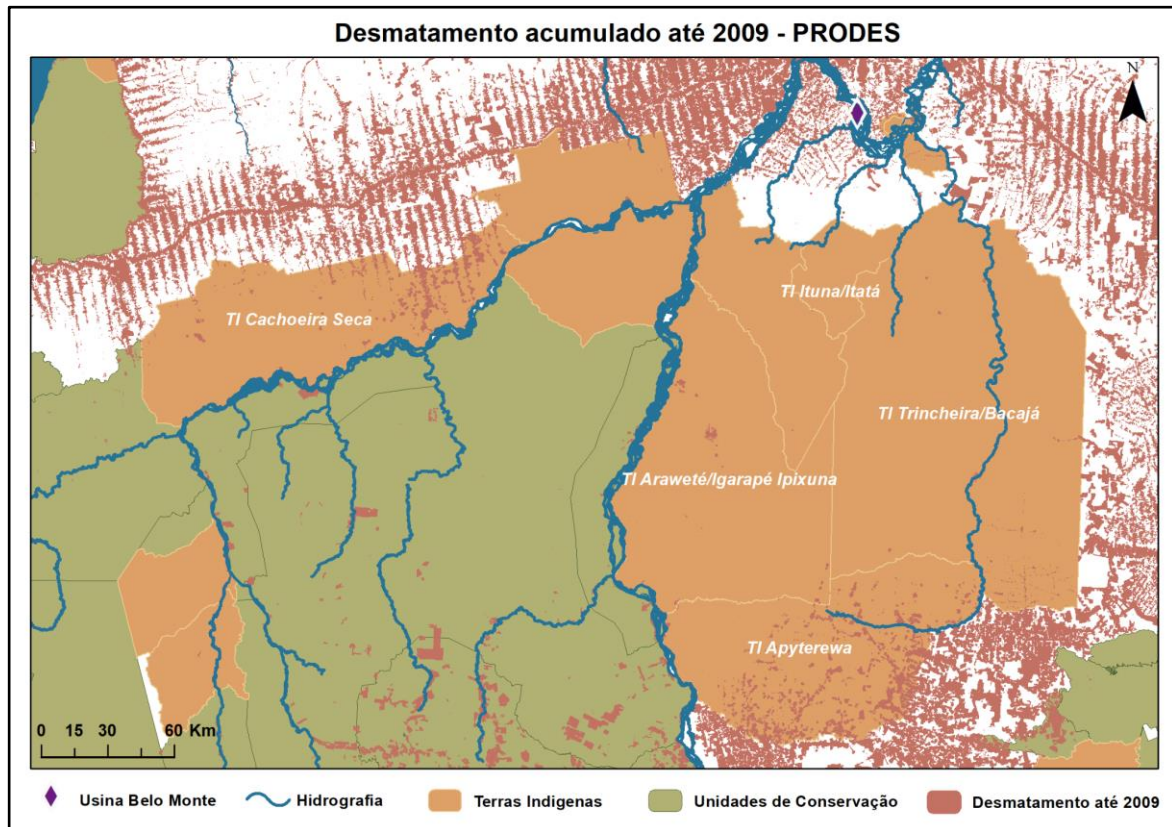 Desmatamento acumulado até 2009 - PRODES
N
TI Ituna/Itatá
TI Cachoeira Seca
TI Trincheira/Bacajá
TI Araweté/Igarapé Ipixuna
TI Apyterewa
0 15 30 60 Km
Usina Belo Monte Hidrografia Terras Indigenas Unidades de Conservação Desmatamento até 2009